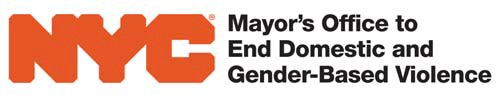 NYC®
Mayor's Office to
End Domestic and
Gender-Based Violence